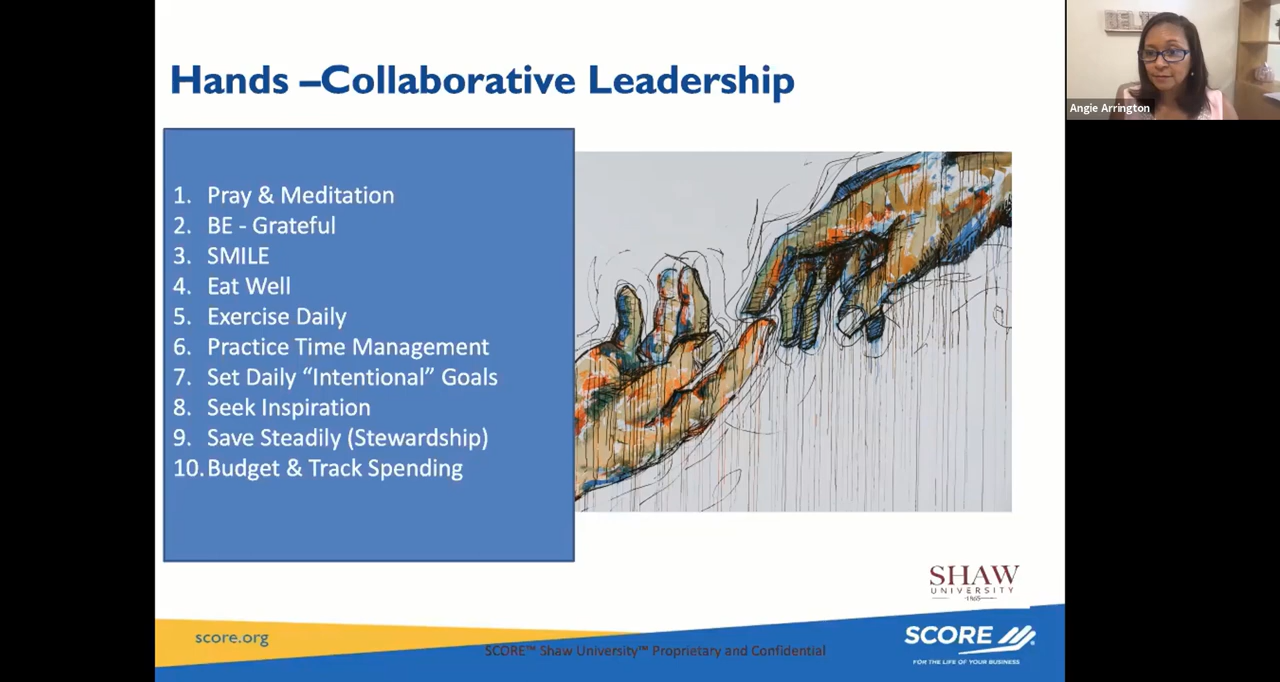 Hands –Collaborative Leadership
1. Pray & Meditation
2. BE - Grateful
3. SMILE
4. Eat Well
5. Exercise Daily
6. Practice Time Management
7. Set Daily “Intentional” Goals
8. Seek Inspiration
9. Save Steadily (Stewardship)
10. Budget & Track Spending
Angie Arrington
SHAW
UNIVERSITY
1865
score.org
SCORE™ Shaw University™ Proprietary and Confidential
SCORE
FOR THE LIFE OF YOUR BUSINESS